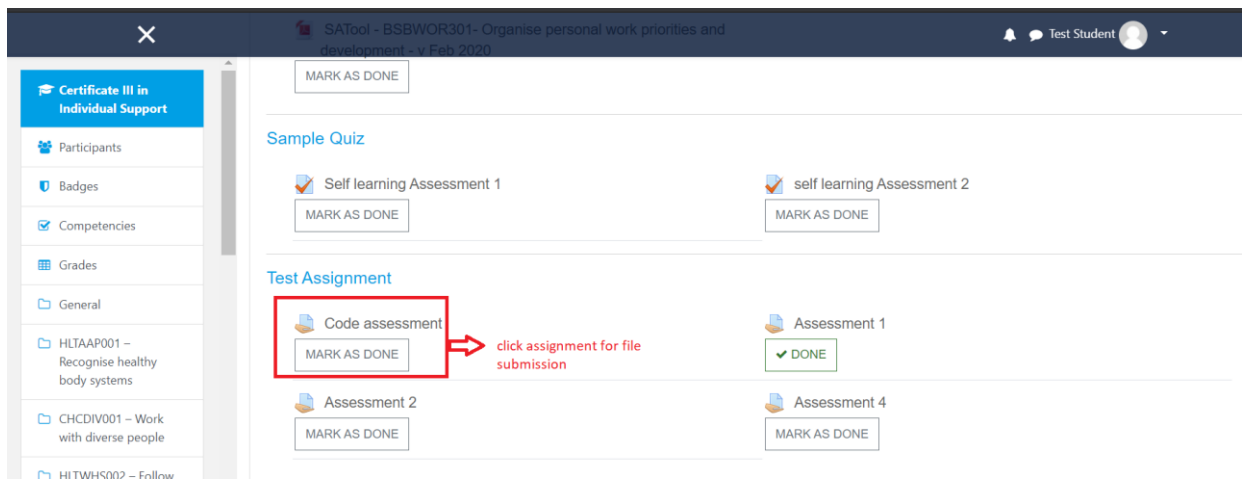 SATool - BSBWOR301- Organise personal work priorities and
development - v Feb 2020
Test Student
MARK AS DONE
Certificate III in
Individual Support
Participants
Badges
Competencies
Grades
General
HLTAAP001 –
Recognise healthy
body systems
CHCDIV001 – Work
with diverse people
HLTWHS002 – Follow
Sample Quiz
Self learning Assessment 1
MARK AS DONE
self learning Assessment 2
MARK AS DONE
Test Assignment
Code assessment
MARK AS DONE
click assignment for file
submission
Assessment 1
DONE
Assessment 2
MARK AS DONE
Assessment 4
MARK AS DONE